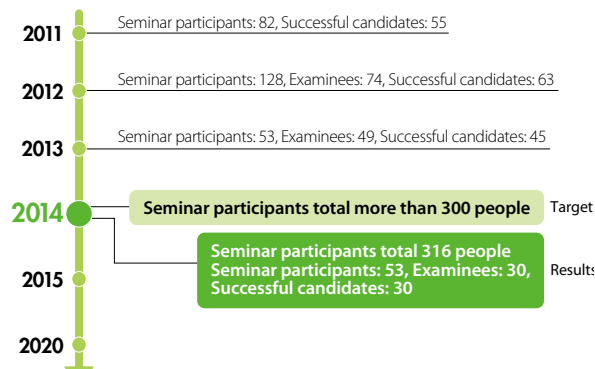 2011
Seminar participants: 82, Successful candidates: 55
2012
Seminar participants: 128, Examinees: 74, Successful candidates: 63
2013
Seminar participants: 53, Examinees: 49, Successful candidates: 45
2014
Seminar participants total more than 300 people
Target
Seminar participants total 316 people
Seminar participants: 53, Examinees: 30,
Successful candidates: 30
Results
2015
2020